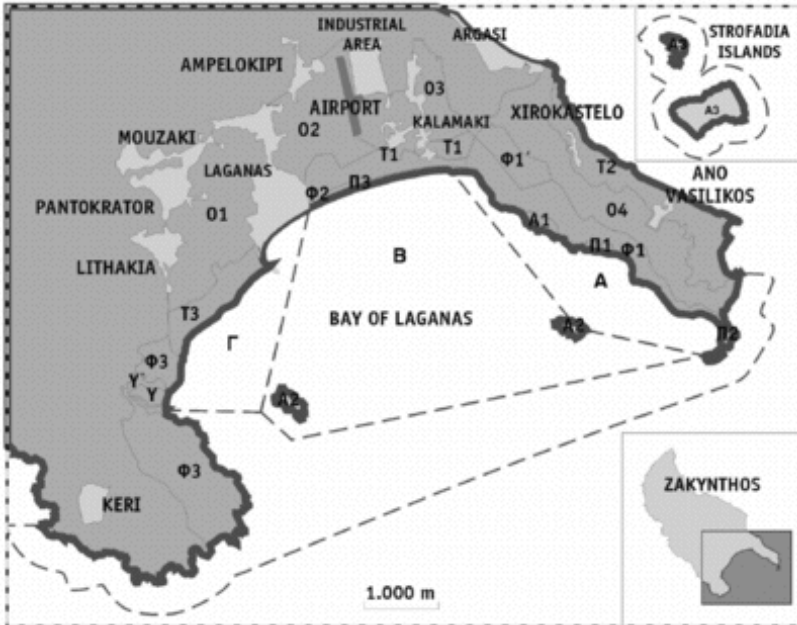 INDUSTRIAL
AREA
ARGASI
A3
STROFADIA
ISLANDS
A3
AMPELOKIPI
O3
AIRPORT
XIROKASTELO
O2
KALAMAKI
MOUZAKI
T1
T1
Φ1´
T2
ANO
VASILIKOS
LAGANAS
Φ2
Π3
PANTOKRATOR
O1
A1
O4
Π1
Φ1
B
LITHAKIA
A
T3
BAY OF LAGANAS
A2
Π2
Γ
Φ3
Y´
Y
A2
Φ3
KERI
ZAKYNTHOS
1.000 m